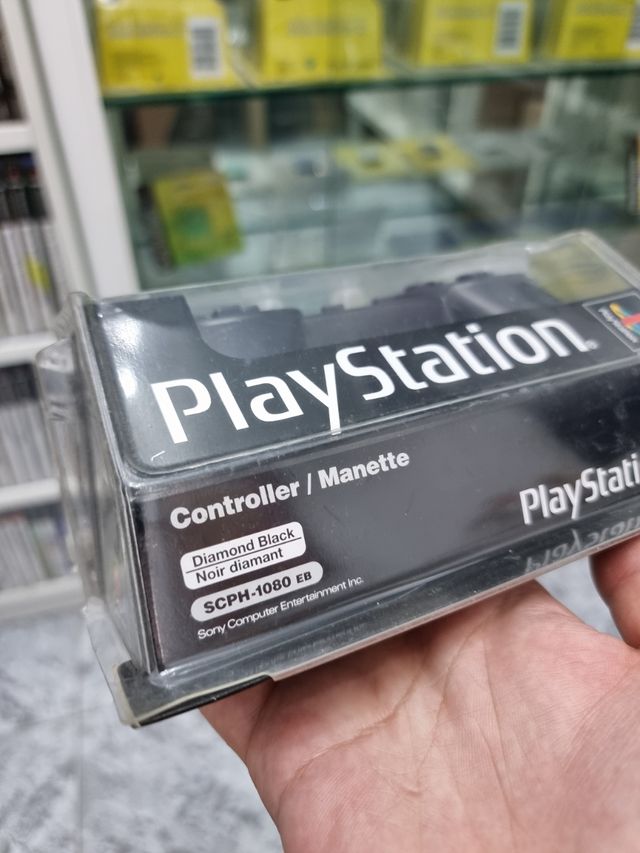 PlayStation®
Controller / Manette
PlayStati
Diamond Black
Noir diamant
SCPH-1080 EB
Sony Computer Entertainment Inc.